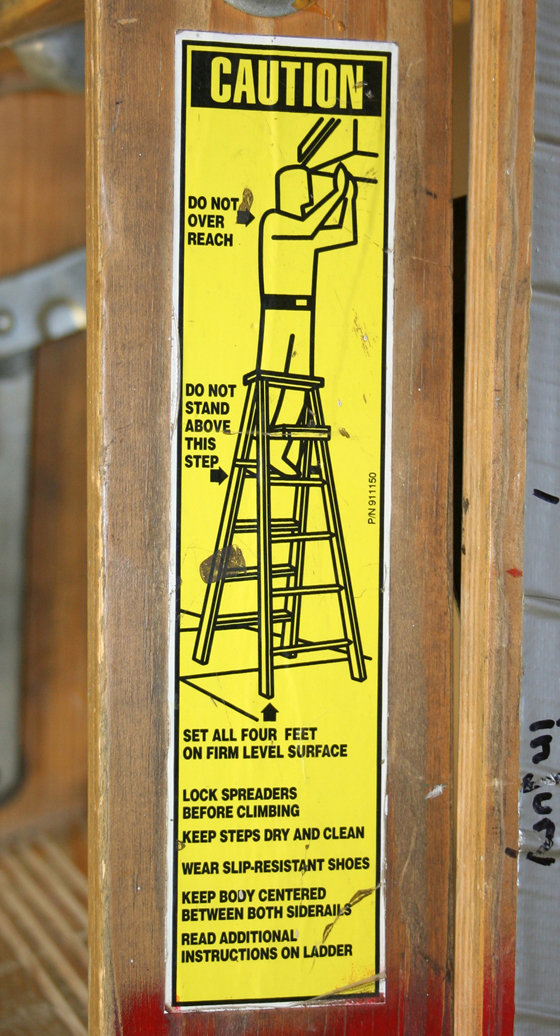 CAUTION
DO NOT
OVER
REACH
DO NOT
STAND
ABOVE
THIS
STEP
P/N 911150
SET ALL FOUR FEET
ON FIRM LEVEL SURFACE
LOCK SPREADERS
BEFORE CLIMBING
KEEP STEPS DRY AND CLEAN
WEAR SLIP-RESISTANT SHOES
KEEP BODY CENTERED
BETWEEN BOTH SIDERAILS
READ ADDITIONAL
INSTRUCTIONS ON LADDER